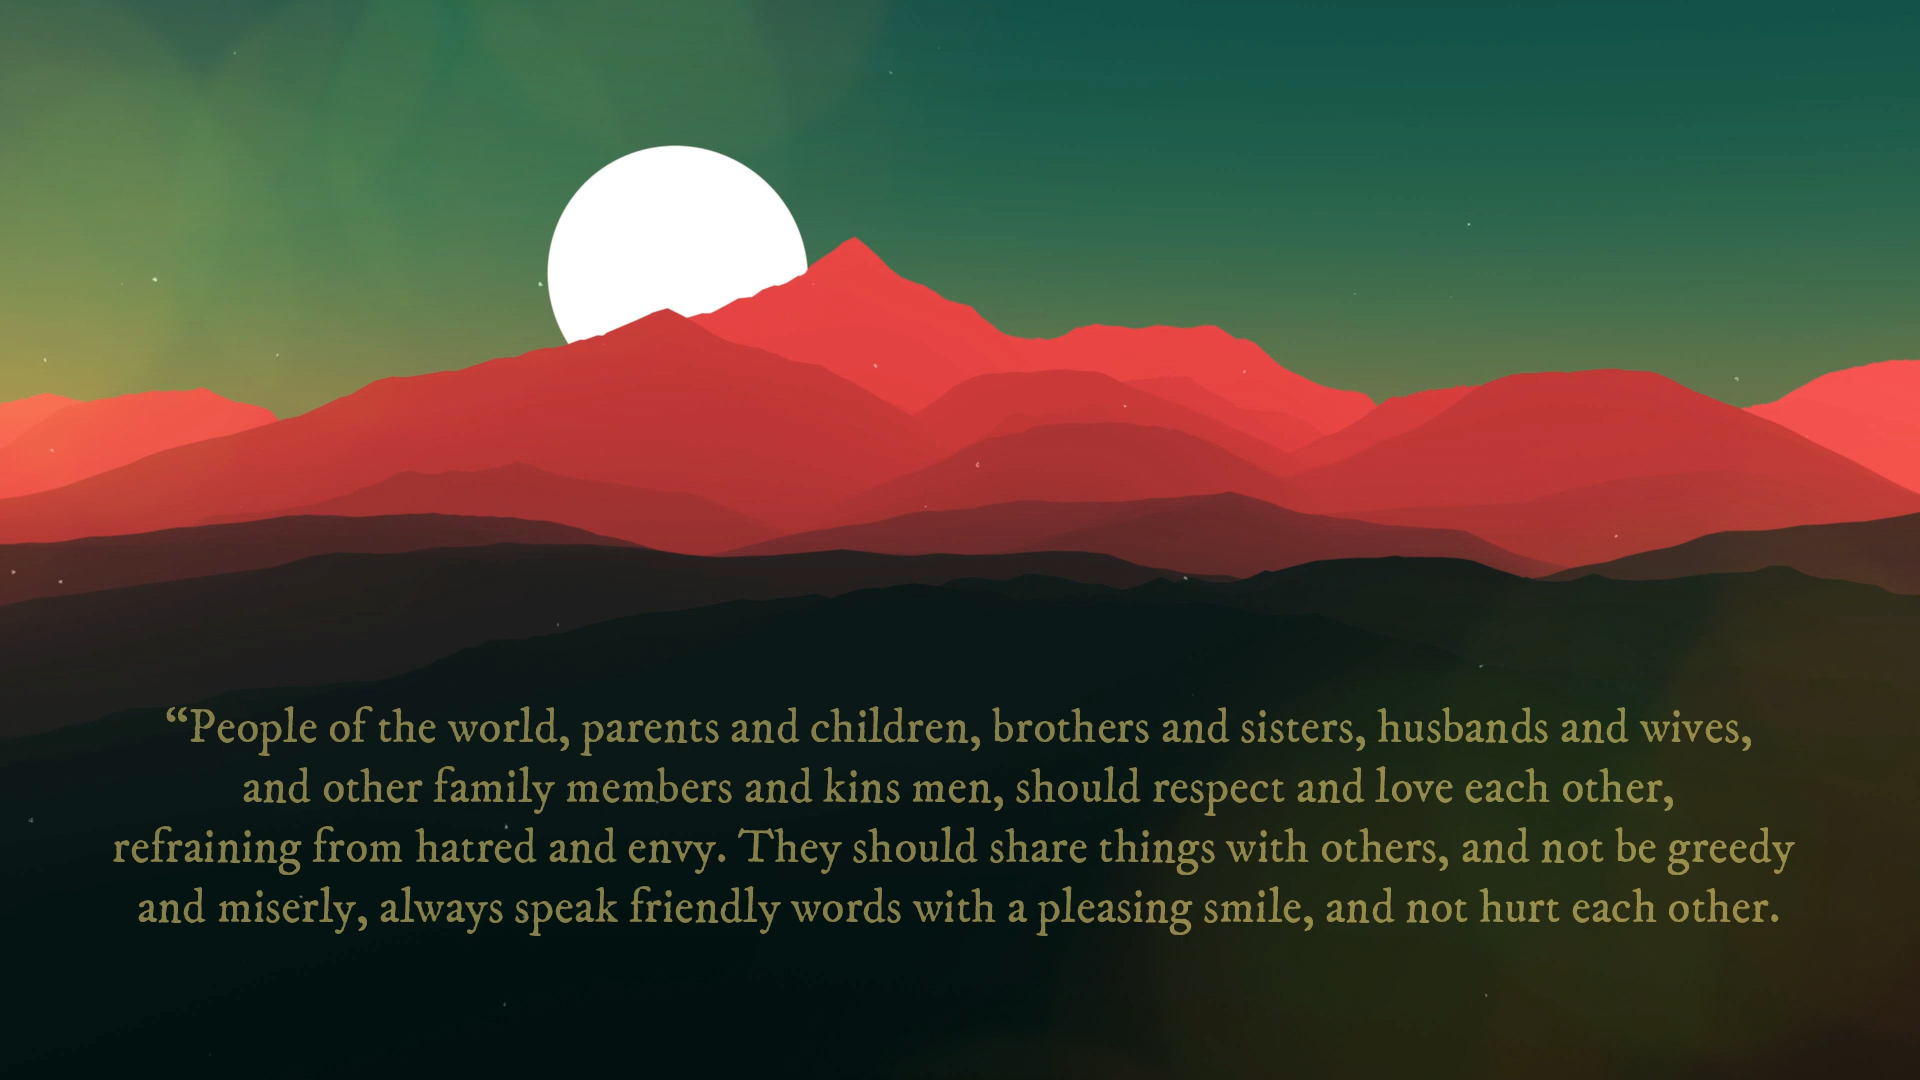 “People of the world, parents and children, brothers and sisters, husbands and wives,
and other family members and kins men, should respect and love each other,
refraining from hatred and envy. They should share things with others, and not be greedy
and miserly, always speak friendly words with a pleasing smile, and not hurt each other.